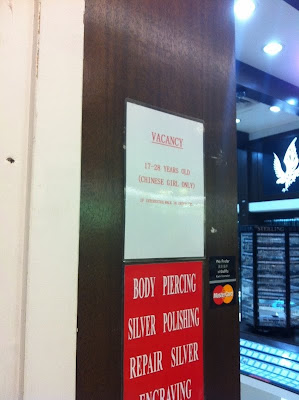 VACANCY
17-28 YEARS OLD
(CHINESE GIRL ONLY)
BODY PIERCING
SILVER POLISHING
REPAIR SILVER
ENGRAVING
MasterCard